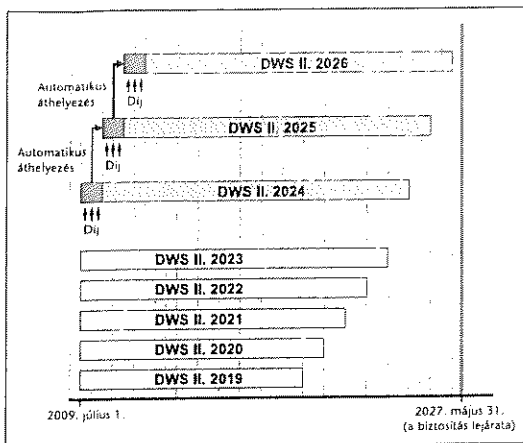 DWS II. 2026
Automatikus
áthelyezés
Díj
DWS II. 2025
Automatikus
áthelyezés
Díj
DWS II. 2024
Díj
DWS II. 2023
DWS II. 2022
DWS II. 2021
DWS II. 2020
DWS II. 2019
2009. július 1.
2027. május 31.
(a biztosítás lejárata)